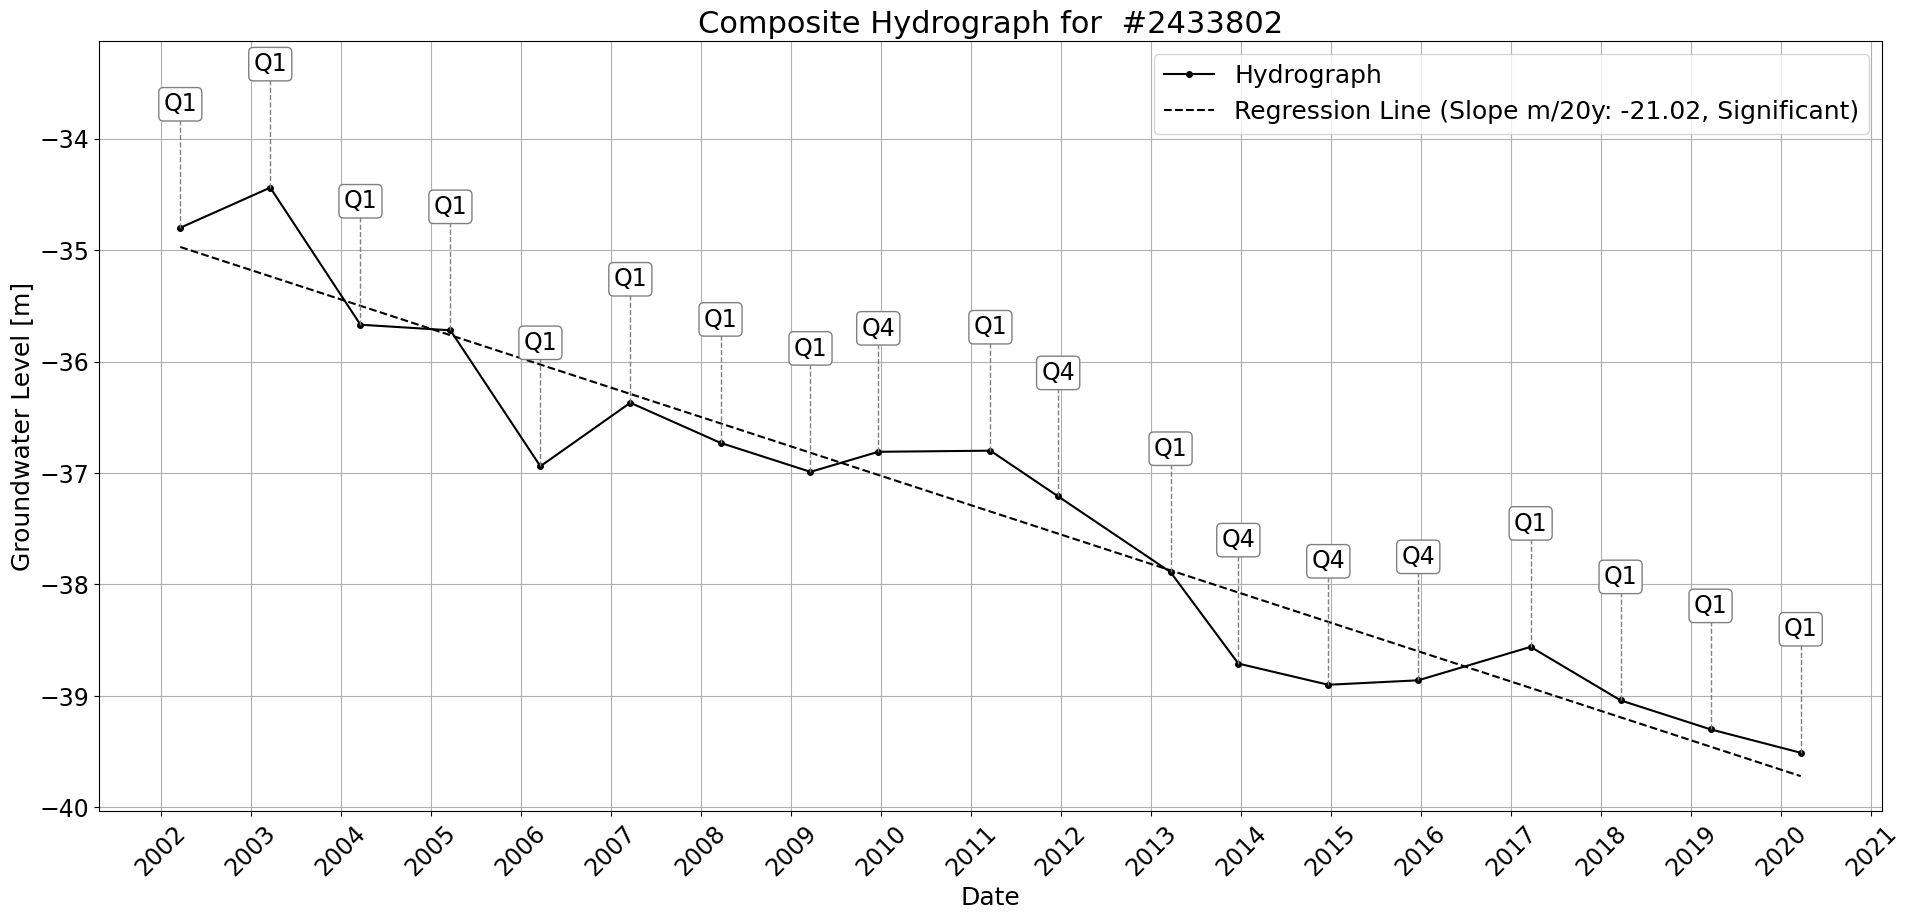 Composite Hydrograph for  #2433802
Hydrograph
Regression Line (Slope m/20y: -21.02, Significant)
Groundwater Level [m]
−34
−35
−36
−37
−38
−39
−40
Q1
Q1
Q1
Q1
Q1
Q1
Q1
Q1
Q4
Q1
Q4
Q1
Q4
Q4
Q4
Q1
Q1
Q1
Q1
2002
2003
2004
2005
2006
2007
2008
2009
2010
2011
2012
2013
2014
2015
2016
2017
2018
2019
2020
2021
Date